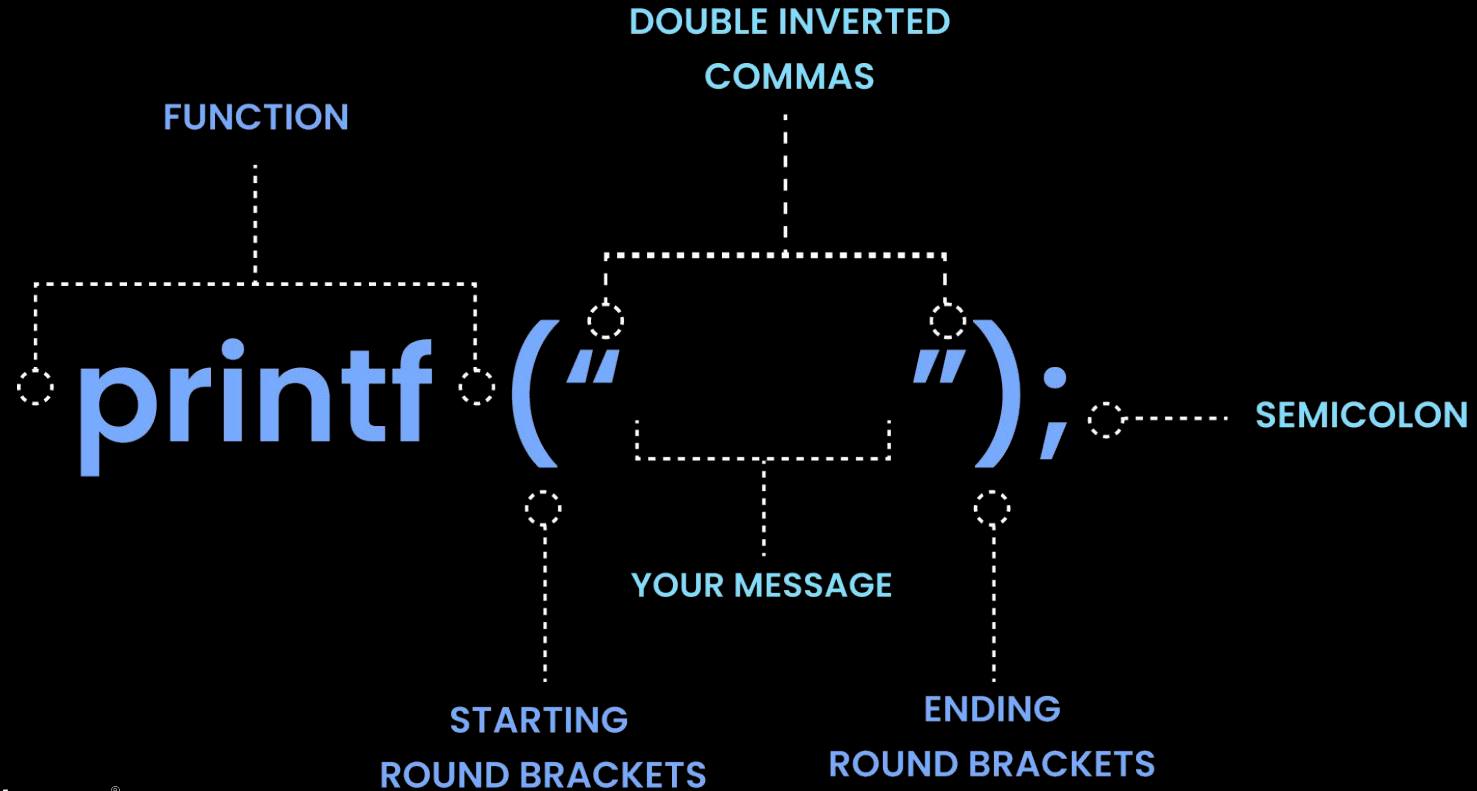 DOUBLE INVERTED
COMMAS
FUNCTION
printf (“ ”);
SEMICOLON
YOUR MESSAGE
STARTING
ROUND BRACKETS
ENDING
ROUND BRACKETS
®